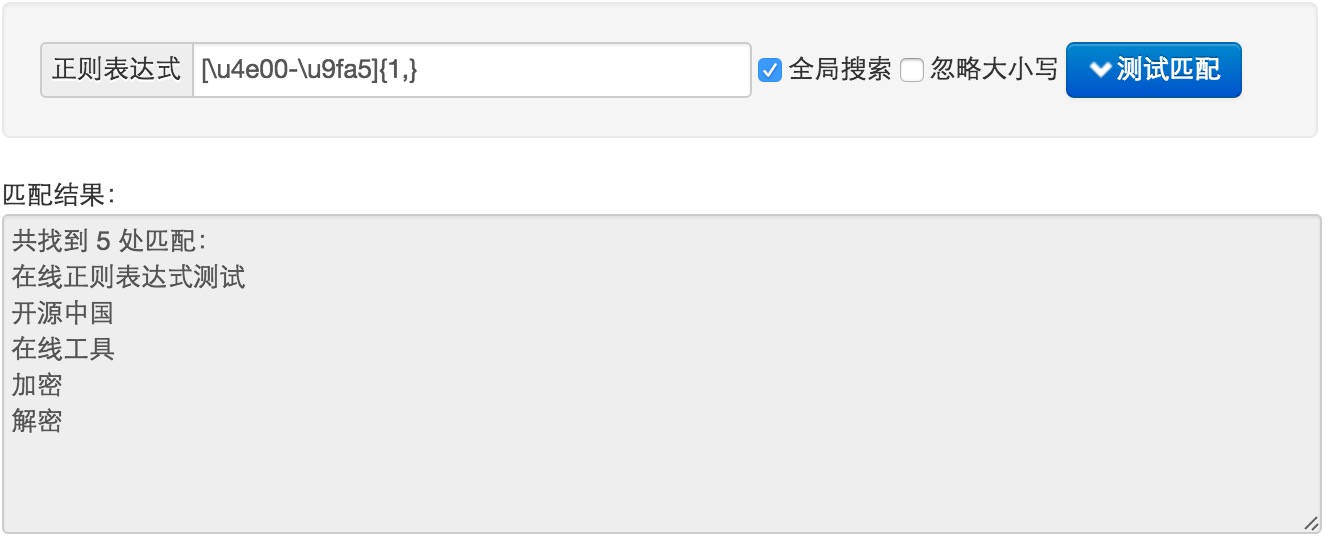 正则表达式 [\u4e00-\u9fa5]{1,} 全局搜索 忽略大小写 测试匹配
匹配结果：
共找到 5 处匹配：
在线正则表达式测试
开源中国
在线工具
加密
解密